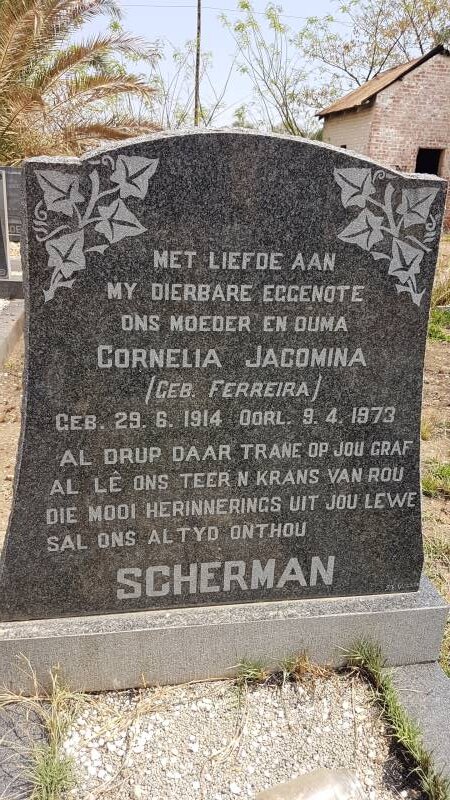 MET LIEFDE AAN
MY DIERBARE EGGENOTE
ONS MOEDER EN OUMA
CORNELIA JACOMINA
(GEB. FERREIRA)
GEB. 29. 6. 1914 OORL. 9. 4. 1973
AL DRUP DAAR TRANE OP JOU GRAF
AL LÊ ONS TEER N KRANS VAN ROU
DIE MOOI HERINNERINGS UIT JOU LEWE
SAL ONS ALTYD ONTHOU
SCHERMAN